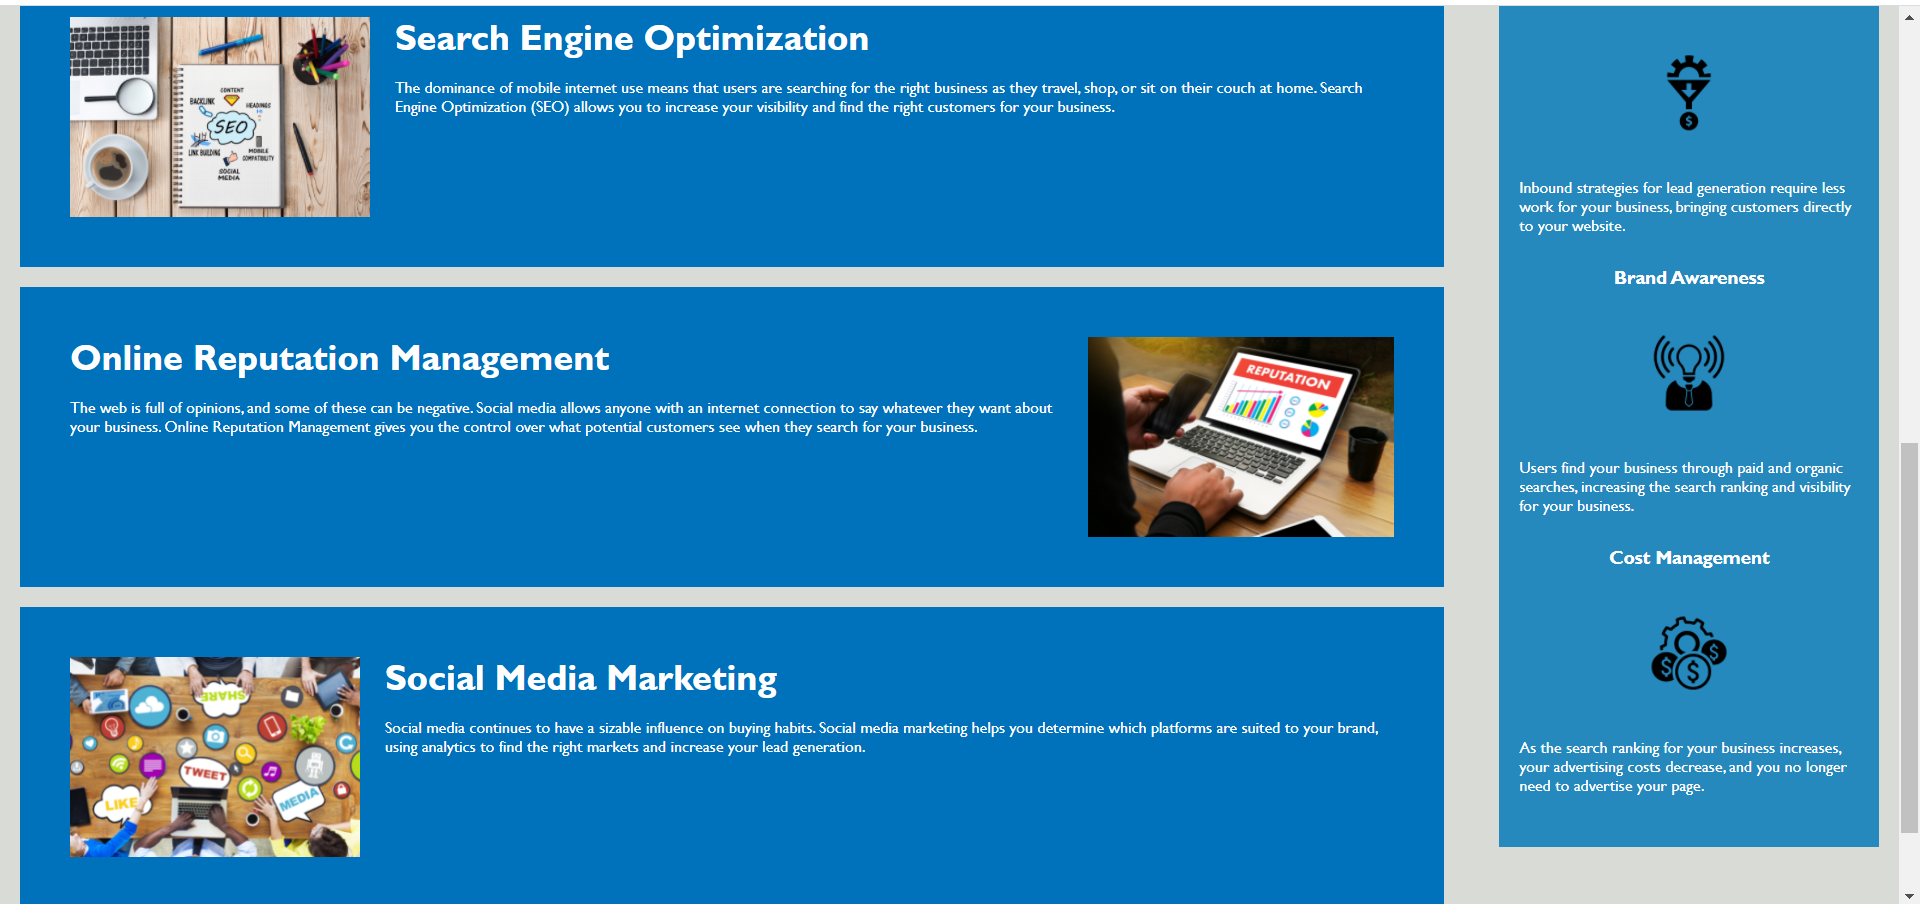 Search Engine Optimization
The dominance of mobile internet use means that users are searching for the right business as they travel, shop, or sit on their couch at home. Search
Engine Optimization (SEO) allows you to increase your visibility and find the right customers for your business.
CONTENT
BACKLINK
HEADINGS
SEO
LINK BUILDING
MOBILE
COMPATIBILITY
SOCIAL
MEDIA
Online Reputation Management
The web is full of opinions, and some of these can be negative. Social media allows anyone with an internet connection to say whatever they want about
your business. Online Reputation Management gives you the control over what potential customers see when they search for your business.
REPUTATION
Social Media Marketing
Social media continues to have a sizable influence on buying habits. Social media marketing helps you determine which platforms are suited to your brand,
using analytics to find the right markets and increase your lead generation.
SHARE
TWEET
LIKE
MEDIA
$
Inbound strategies for lead generation require less
work for your business, bringing customers directly
to your website.
Brand Awareness
Users find your business through paid and organic
searches, increasing the search ranking and visibility
for your business.
Cost Management
$ $ $
As the search ranking for your business increases,
your advertising costs decrease, and you no longer
need to advertise your page.